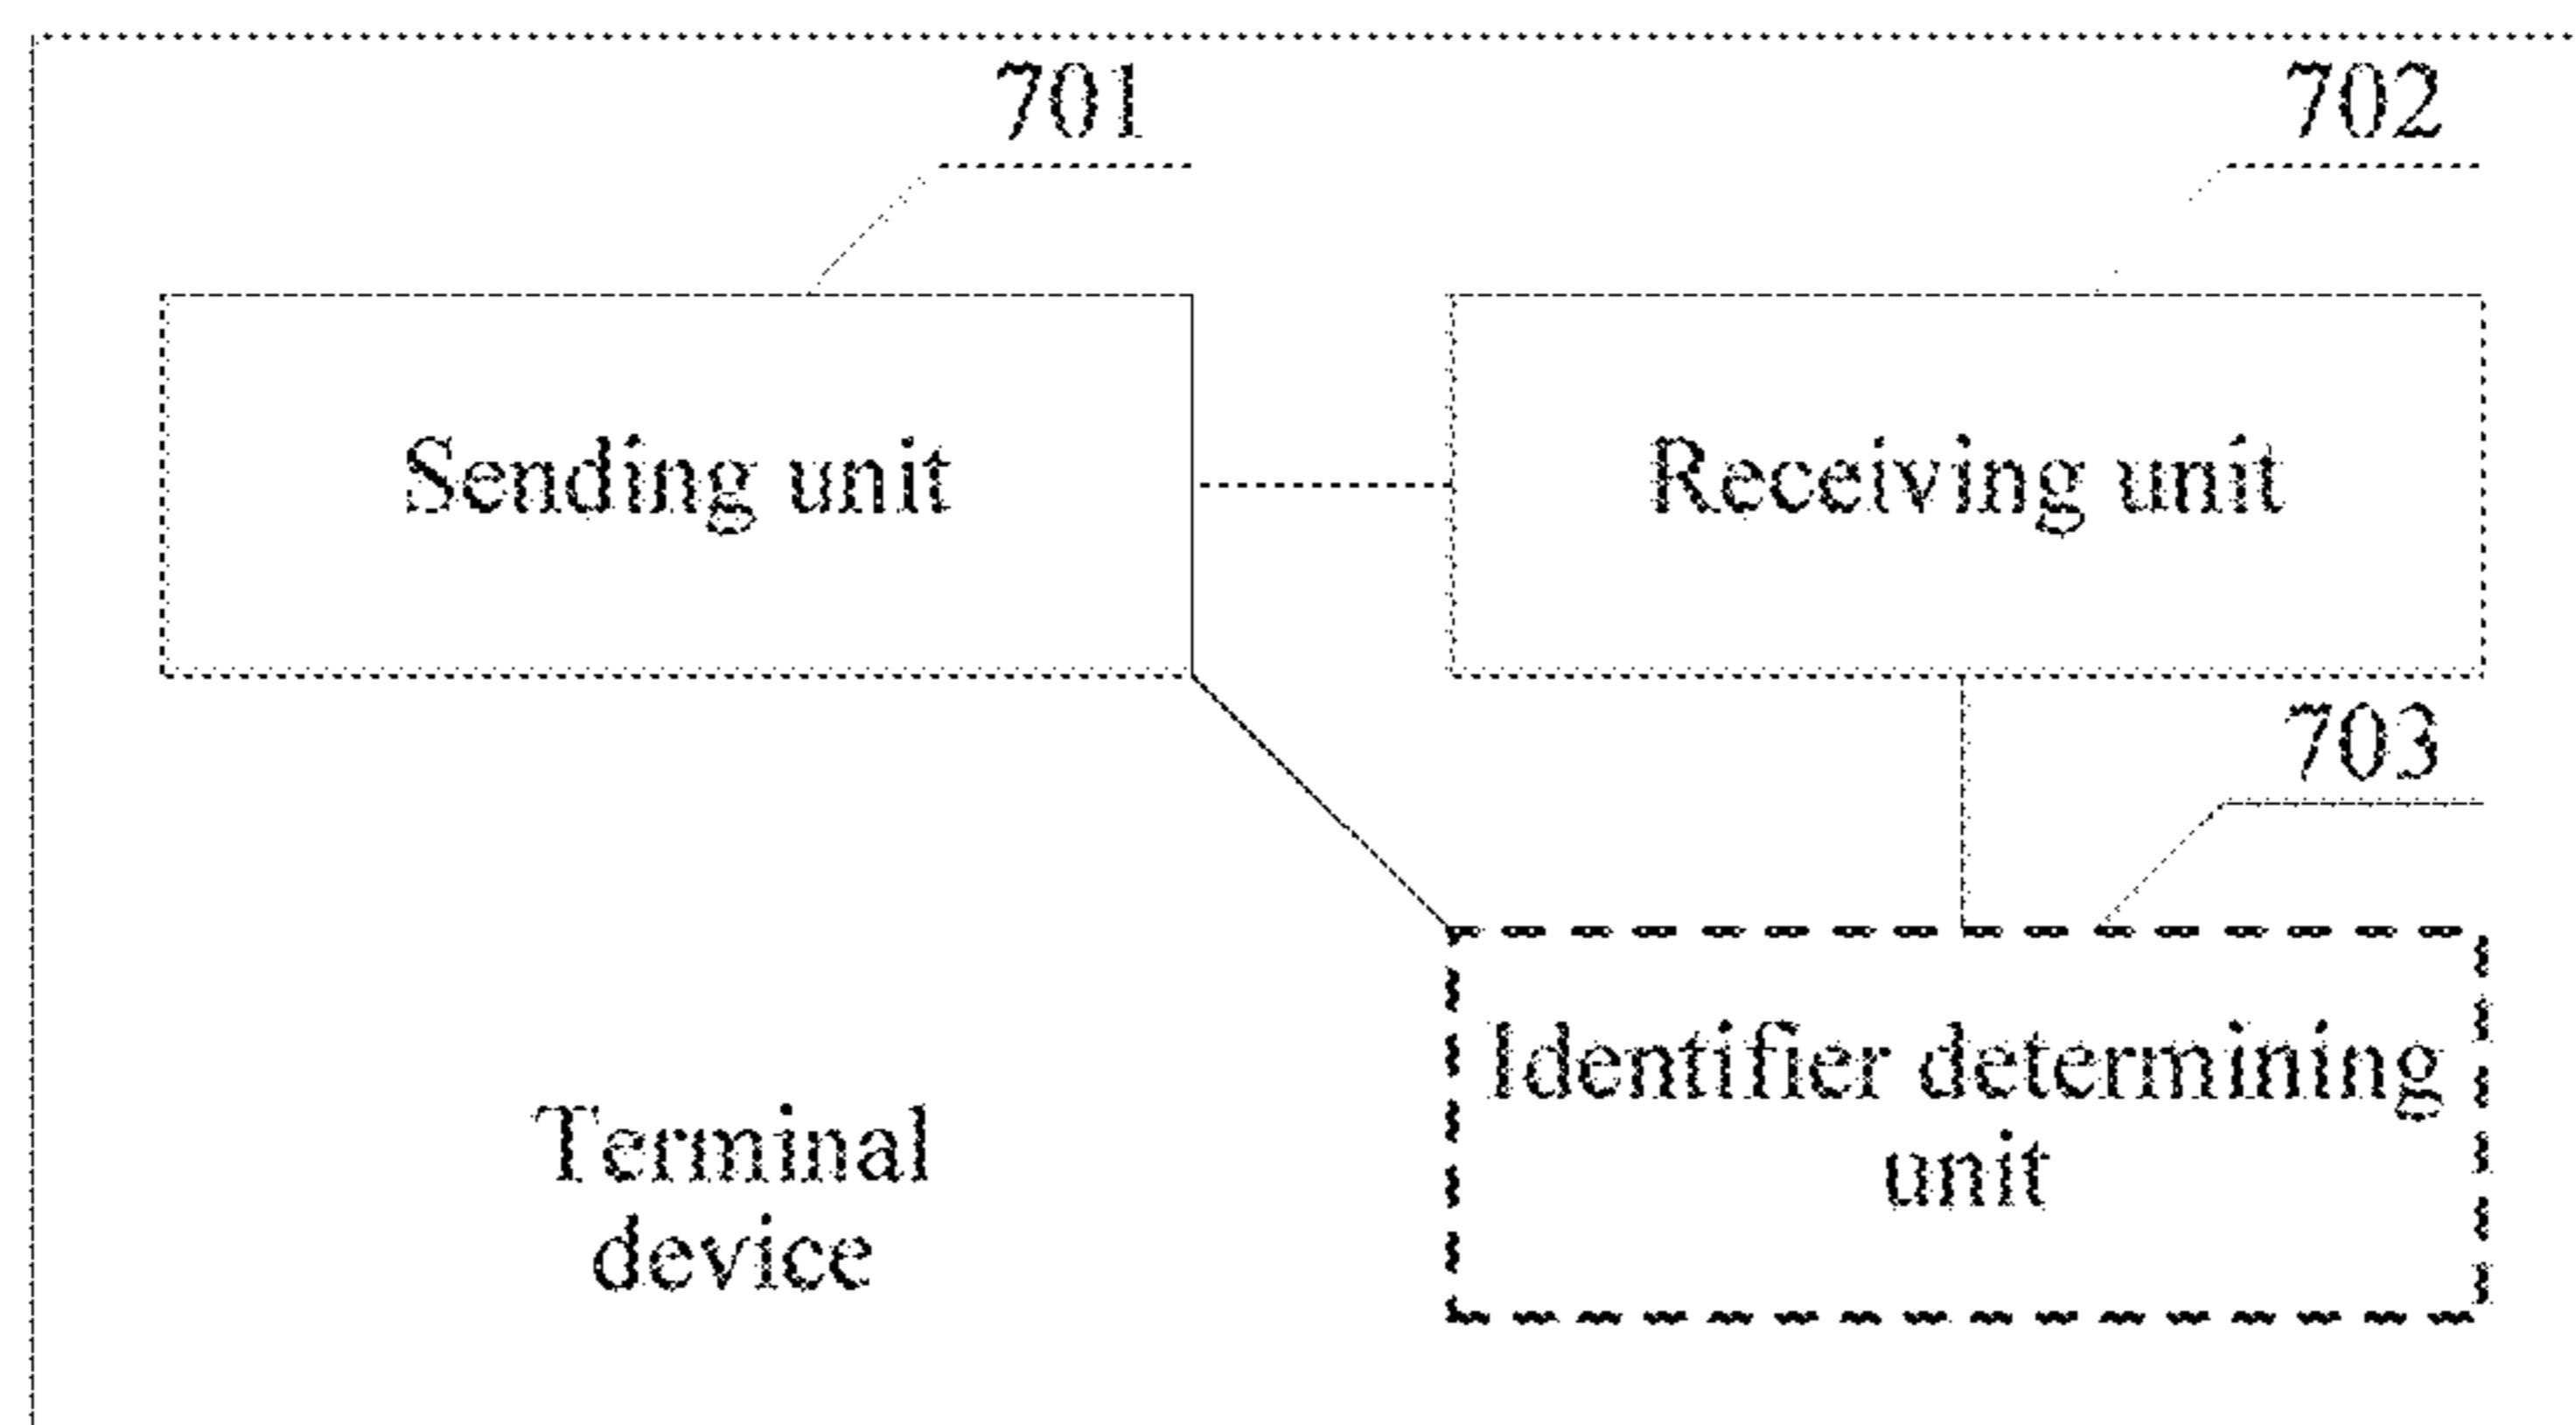 701
702
Sending unit
Receiving unit
703
Identifier determining
unit
Terminal
device